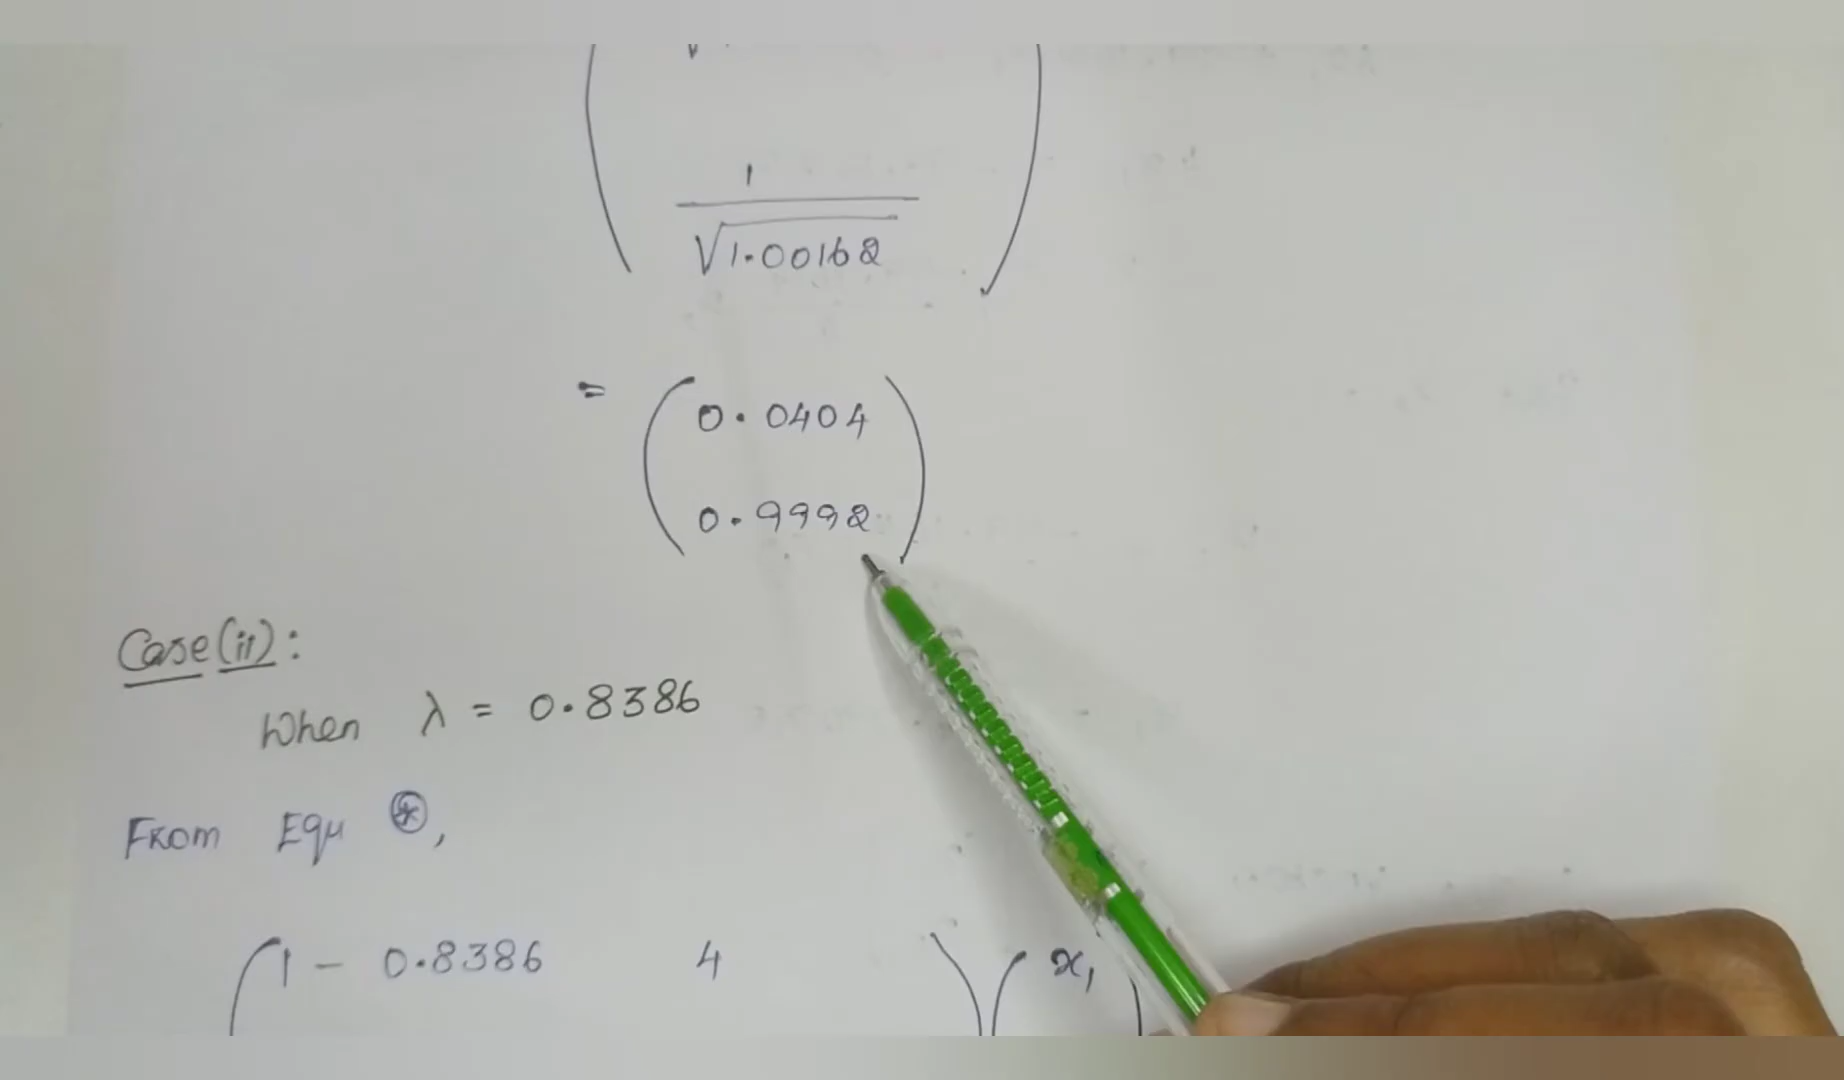 1
√1.00162
= (0.0404
0.9992)
Case (ii):
When λ = 0.8386
From Equ ⊛,
(1 - 0.8386 4) (x₁